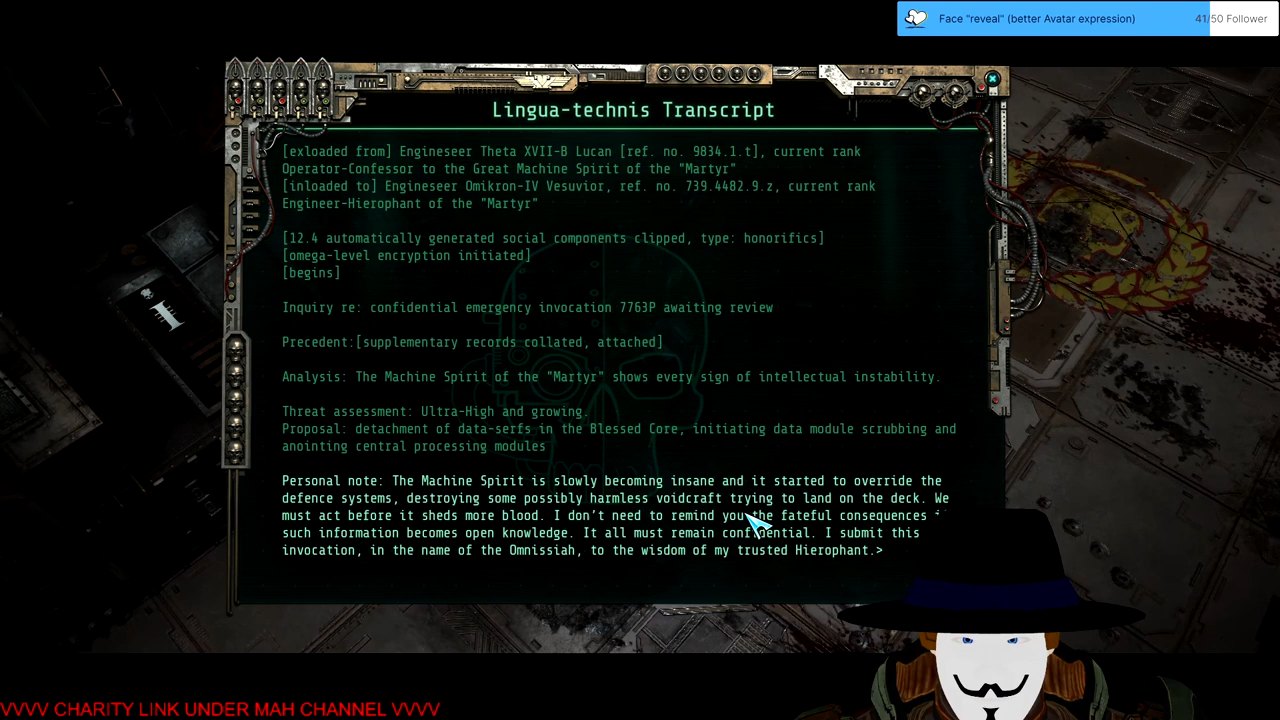 Face "reveal" (better Avatar expression) 41/50 Follower
Lingua-technis Transcript
[exloaded from] Engineseer Theta XVII-B Lucan [ref. no. 9834.1.t], current rank
Operator-Confessor to the Great Machine Spirit of the "Martyr"
[inloaded to] Engineseer Omikron-IV Vesuvior, ref. no. 739.4482.9.z, current rank
Engineer-Hierophant of the "Martyr"
[12.4 automatically generated social components clipped, type: honorifics]
[omega-level encryption initiated]
[begins]
Inquiry re: confidential emergency invocation 7763P awaiting review
Precedent:[supplementary records collated, attached]
Analysis: The Machine Spirit of the "Martyr" shows every sign of intellectual instability.
Threat assessment: Ultra-High and growing.
Proposal: detachment of data-serfs in the Blessed Core, initiating data module scrubbing and
anointing central processing modules
Personal note: The Machine Spirit is slowly becoming insane and it started to override the
defence systems, destroying some possibly harmless voidcraft trying to land on the deck. We
must act before it sheds more blood. I don't need to remind you the fateful consequences
such information becomes open knowledge. It all must remain confidential. I submit this
invocation, in the name of the Omnissiah, to the wisdom of my trusted Hierophant.>
I
VVVV CHARITY LINK UNDER MAH CHANNEL VVVV